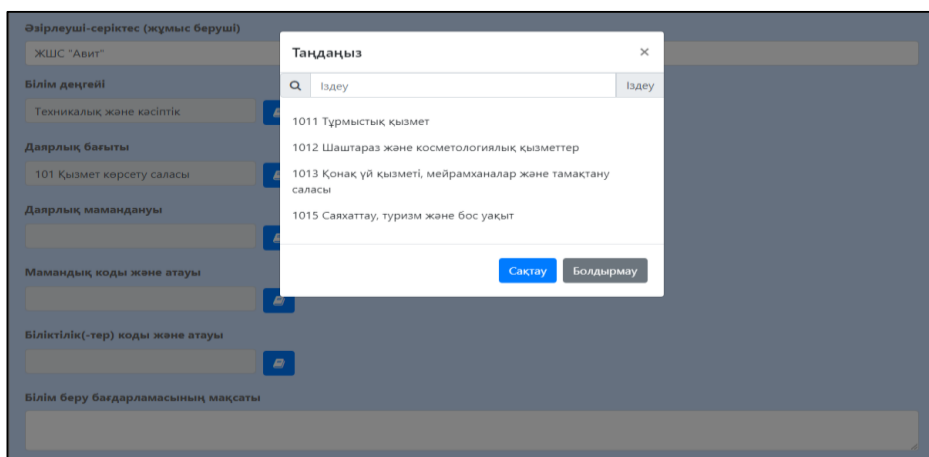 Әзірлеуші-серіктес (жұмыс беруші)
ЖШС "Авит"
Білім деңгейі
Техникалық және кәсіптік
Даярлық бағыты
101 Қызмет көрсету саласы
Даярлық мамандануы
Мамандық коды және атауы
Біліктілік(-тер) коды және атауы
Білім беру бағдарламасының мақсаты
Таңдаңыз ×
Іздеу Іздеу
1011 Тұрмыстық қызмет
1012 Шаштараз және косметологиялық қызметтер
1013 Қонақ үй қызметі, мейрамханалар және тамақтану
саласы
1015 Саяхаттау, туризм және бос уақыт
Сақтау Болдырмау